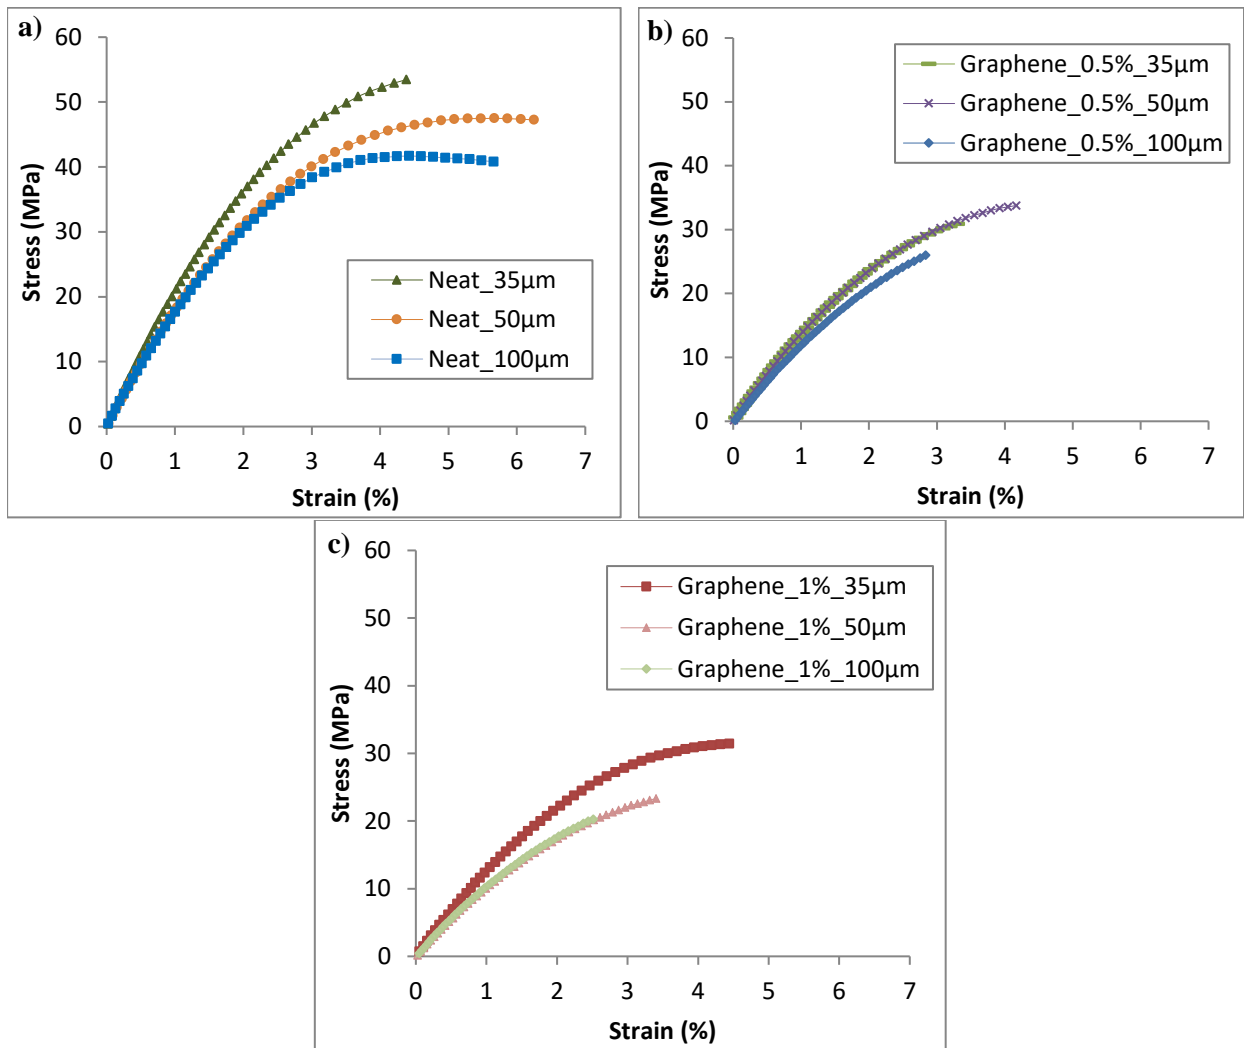 a)
60
50
40
30
20
10
0
Stress (MPa)
0 1 2 3 4 5 6 7
Strain (%)
Neat_35µm
Neat_50µm
Neat_100µm
b)
60
50
40
30
20
10
0
Stress (MPa)
0 1 2 3 4 5 6 7
Strain (%)
Graphene_0.5%_35µm
Graphene_0.5%_50µm
Graphene_0.5%_100µm
c)
60
50
40
30
20
10
0
Stress (MPa)
0 1 2 3 4 5 6 7
Strain (%)
Graphene_1%_35µm
Graphene_1%_50µm
Graphene_1%_100µm